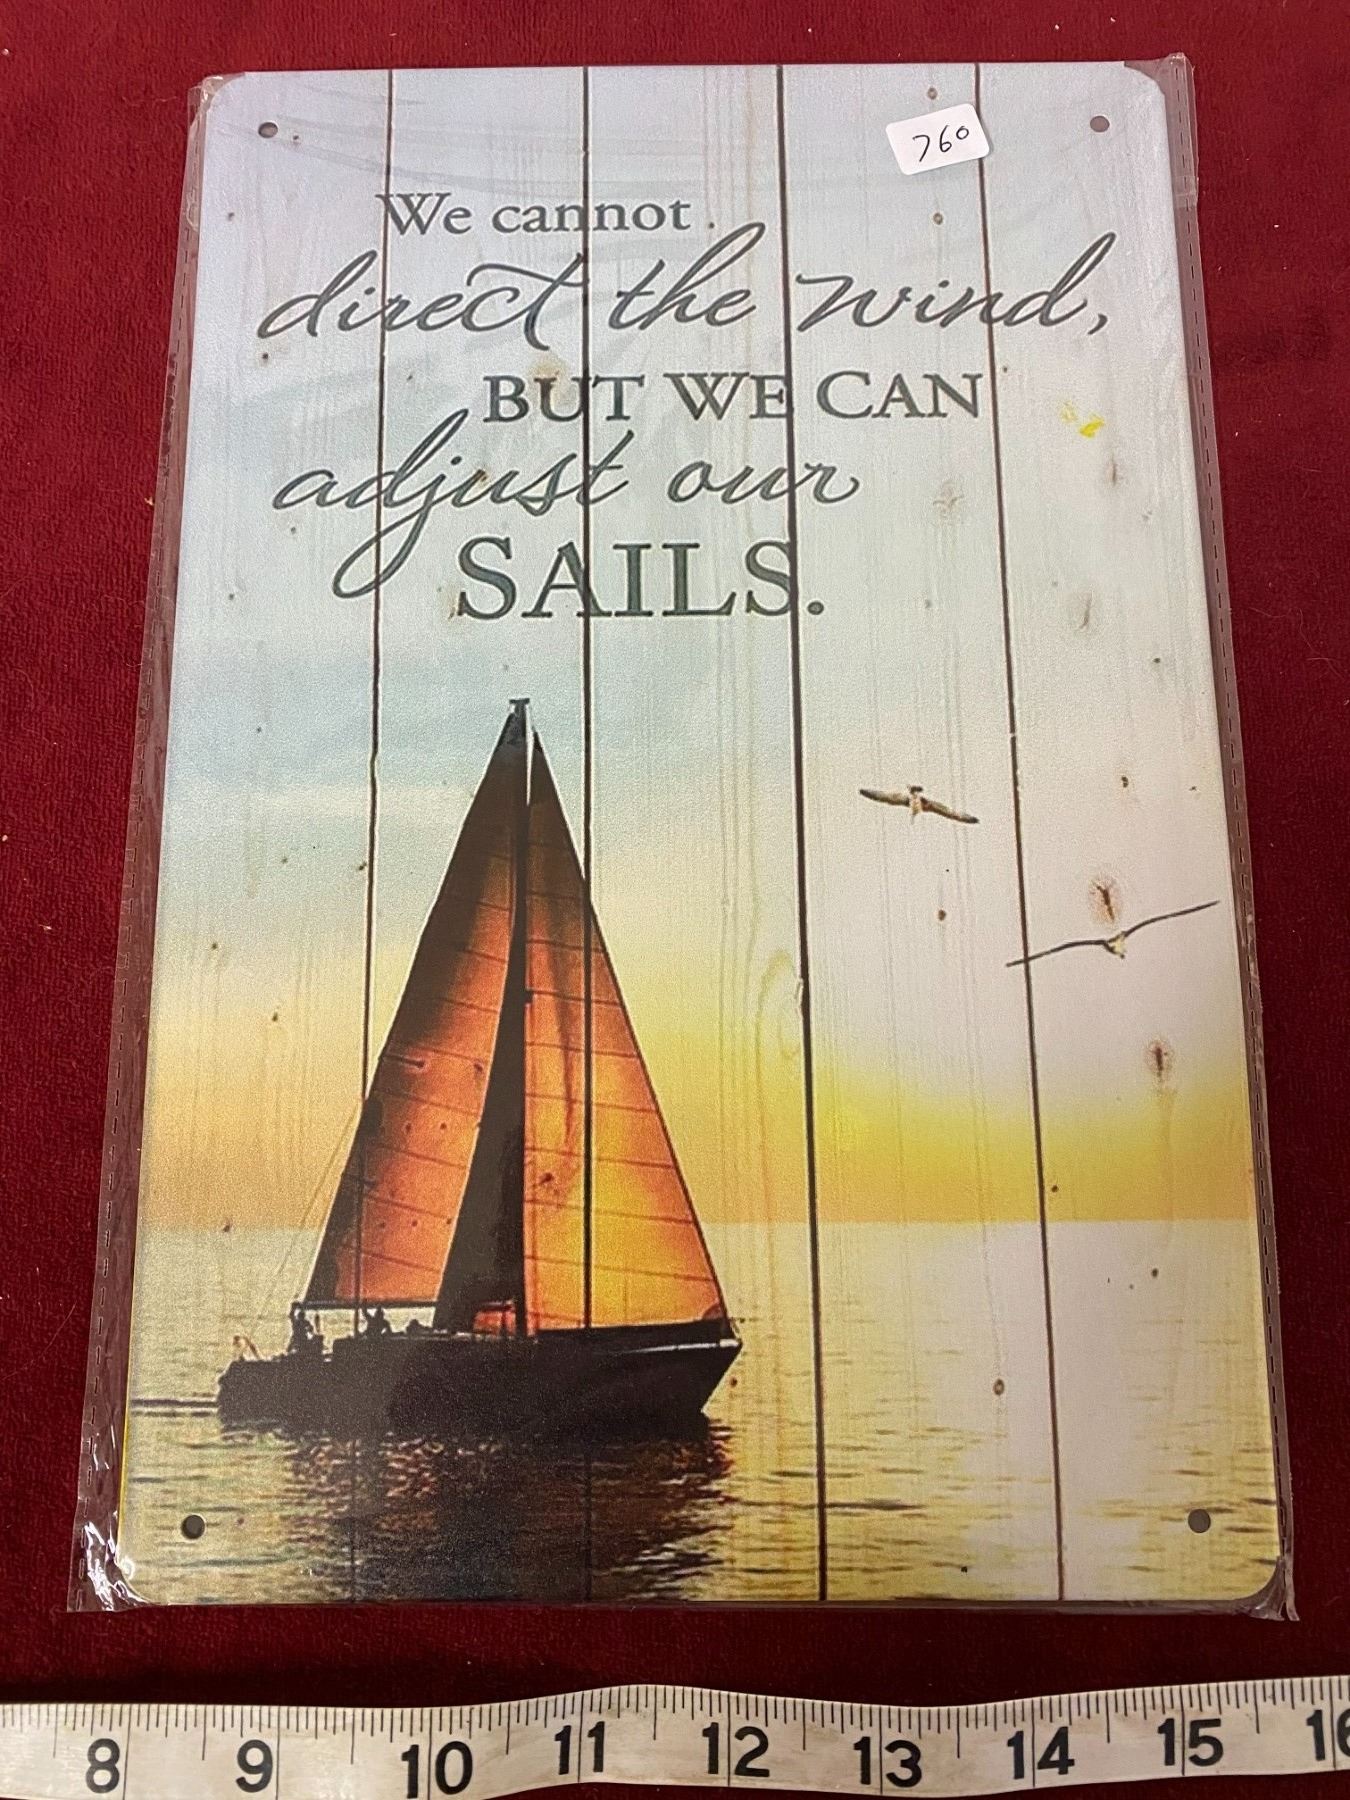 760
We cannot
direct the wind,
BUT WE CAN
adjust our
SAILS.
8 9 10 11 12 13 14 15 16